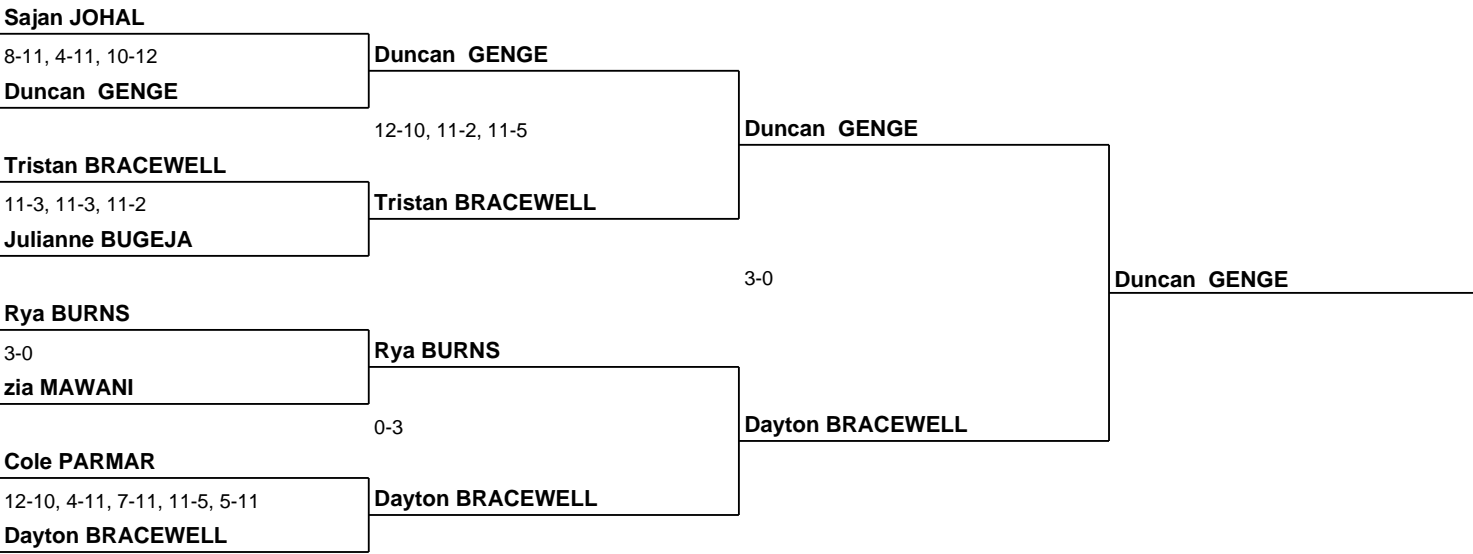 Sajan JOHAL
8-11, 4-11, 10-12
Duncan  GENGE
Duncan  GENGE
12-10, 11-2, 11-5
Duncan  GENGE
Tristan BRACEWELL
11-3, 11-3, 11-2
Tristan BRACEWELL
Julianne BUGEJA
3-0
Duncan  GENGE
Rya BURNS
3-0
Rya BURNS
zia MAWANI
0-3
Dayton BRACEWELL
Cole PARMAR
12-10, 4-11, 7-11, 11-5, 5-11
Dayton BRACEWELL
Dayton BRACEWELL